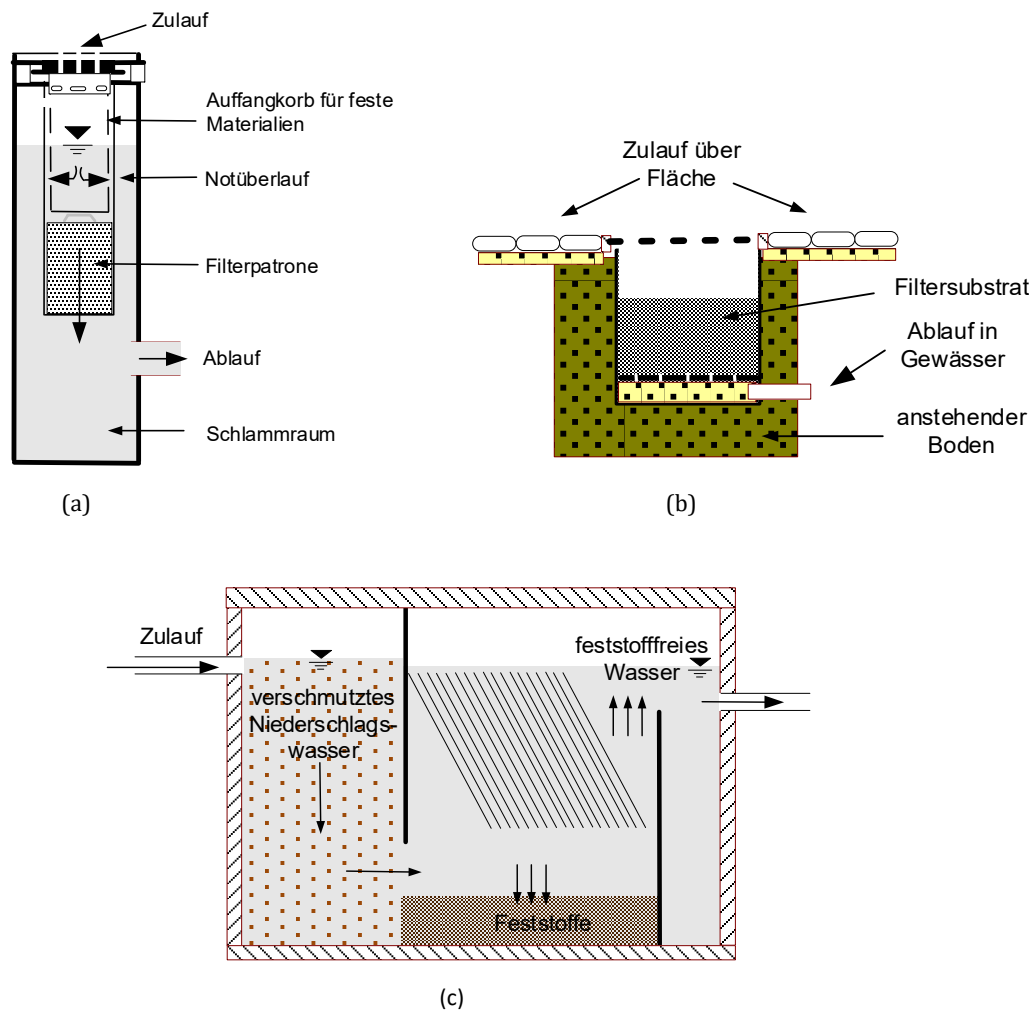 Zulauf
Auffangkorb für feste
Materialien
Notüberlauf
Filterpatrone
Ablauf
Schlammraum
(a)
Zulauf über
Fläche
Filtersubstrat
Ablauf in
Gewässer
anstehender
Boden
(b)
Zulauf
verschmutztes
Niederschlags-
wasser
feststofffreies
Wasser
Feststoffe
(c)